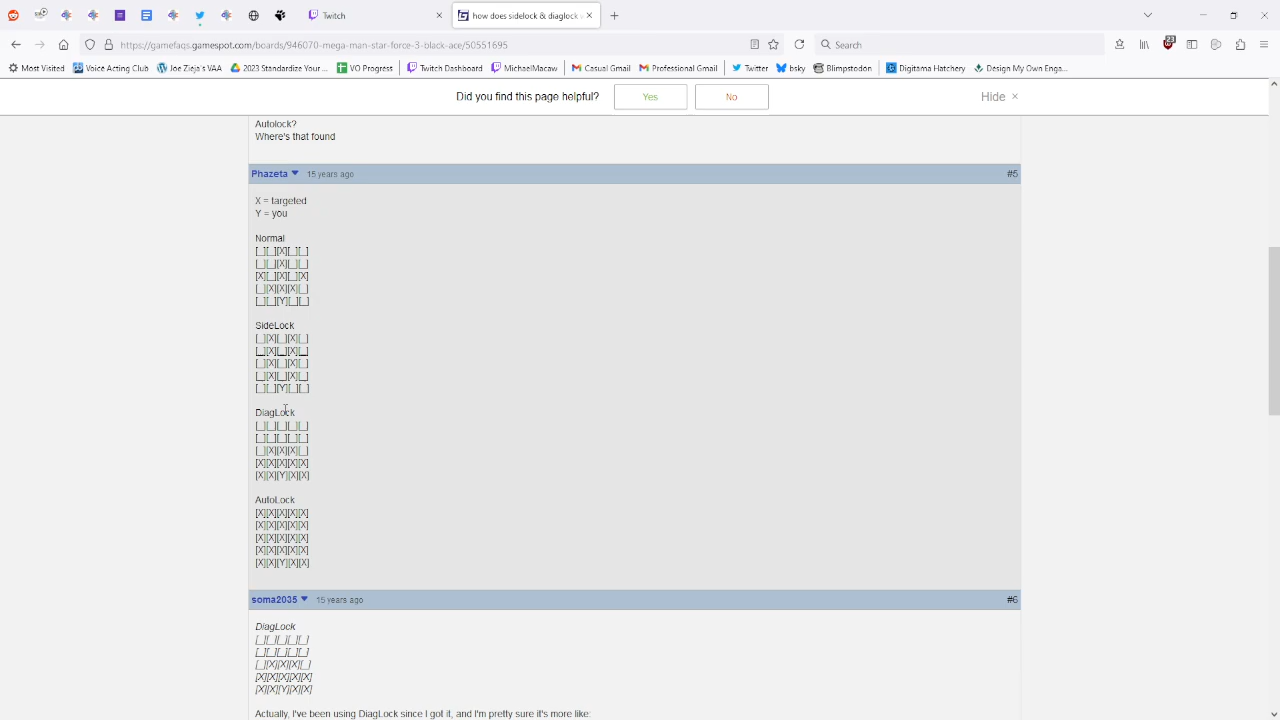 Twitch
how does sidelock & diaglock w
https://gamefaqs.gamespot.com/boards/946070-mega-man-star-force-3-black-ace/50551695
Search
23
Most Visited
Voice Acting Club
Joe Zieja's VAA
2023 Standardize Your...
VO Progress
Twitch Dashboard
MichaelMacaw
Casual Gmail
Professional Gmail
Twitter
bsky
Blimpstodon
Digitama Hatchery
Design My Own Enga...
Did you find this page helpful?
Yes
No
Hide ×
Autolock?
Where's that found
Phazeta 15 years ago #5
X = targeted
Y = you
Normal
[_][_][X][_][_]
[_][_][X][_][_]
[X][_][X][_][X]
[_][X][X][X][_]
[_][_][Y][_][_]
SideLock
[_][X][_][X][_]
[_][X][_][X][_]
[_][X][_][X][_]
[_][X][_][X][_]
[_][_][Y][_][_]
DiagLock
[_][_][_][_][_]
[_][_][_][_][_]
[_][X][X][X][_]
[X][X][X][X][X]
[X][X][Y][X][X]
AutoLock
[X][X][X][X][X]
[X][X][X][X][X]
[X][X][X][X][X]
[X][X][X][X][X]
[X][X][Y][X][X]
soma2035 15 years ago #6
DiagLock
[_][_][_][_][_]
[_][_][_][_][_]
[_][X][X][X][_]
[X][X][X][X][X]
[X][X][Y][X][X]
Actually, I've been using DiagLock since I got it, and I'm pretty sure it's more like: